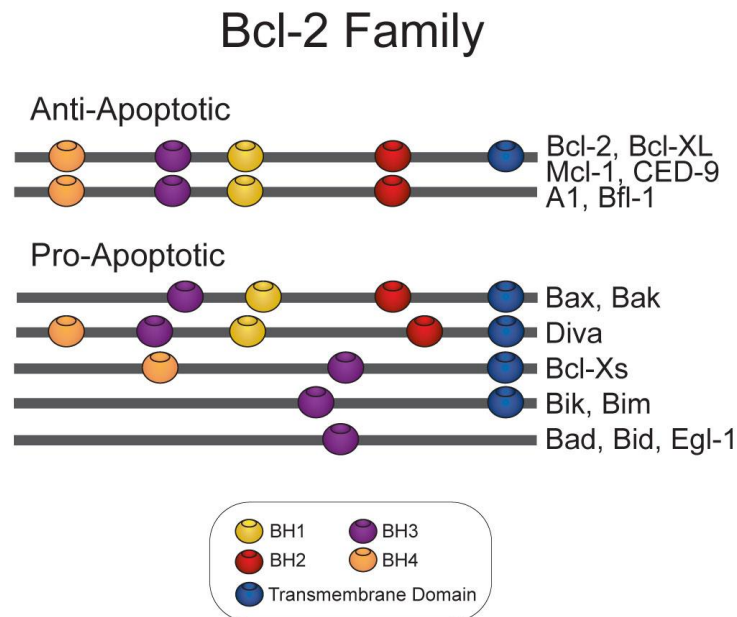 Bcl-2 Family
Anti-Apoptotic
Bcl-2, Bcl-XL
Mcl-1, CED-9
A1, Bfl-1
Pro-Apoptotic
Bax, Bak
Diva
Bcl-Xs
Bik, Bim
Bad, Bid, Egl-1
BH1 BH3
BH2 BH4
Transmembrane Domain